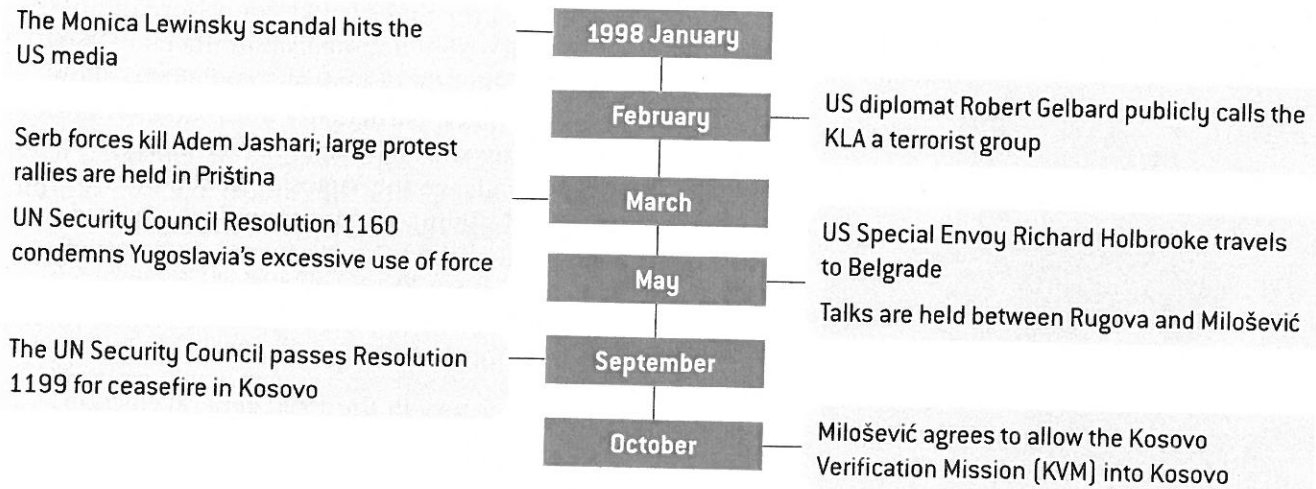 The Monica Lewinsky scandal hits the
US media
1998 January
February
US diplomat Robert Gelbard publicly calls the
KLA a terrorist group
Serb forces kill Adem Jashari; large protest
rallies are held in Priština
UN Security Council Resolution 1160
condemns Yugoslavia's excessive use of force
March
May
US Special Envoy Richard Holbrooke travels
to Belgrade
Talks are held between Rugova and Milošević
The UN Security Council passes Resolution
1199 for ceasefire in Kosovo
September
October
Milošević agrees to allow the Kosovo
Verification Mission (KVM) into Kosovo